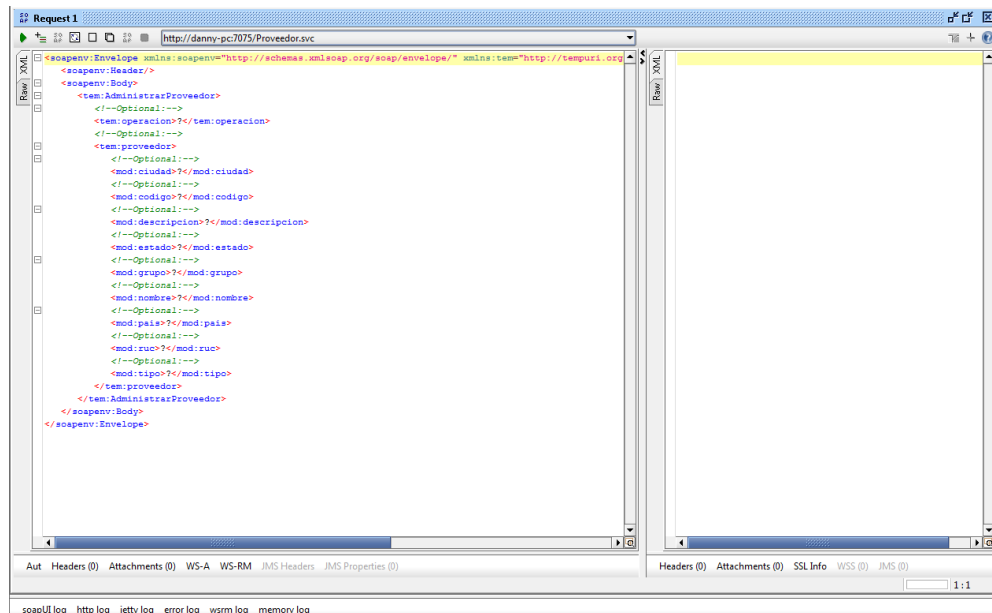 Request 1
http://danny-pc:7075/Proveedor.svc
XML
Raw
<soapenv:Envelope xmlns:soapenv="http://schemas.xmlsoap.org/soap/envelope/" xmlns:tem="http://tempuri.org
<soapenv:Header/>
<soapenv:Body>
<tem:AdministrarProveedor>
<!--Optional:-->
<tem:operacion>?</tem:operacion>
<!--Optional:-->
<tem:proveedor>
<!--Optional:-->
<mod:ciudad>?</mod:ciudad>
<!--Optional:-->
<mod:codigo>?</mod:codigo>
<!--Optional:-->
<mod:descripcion>?</mod:descripcion>
<!--Optional:-->
<mod:estado>?</mod:estado>
<!--Optional:-->
<mod:grupo>?</mod:grupo>
<!--Optional:-->
<mod:nombre>?</mod:nombre>
<!--Optional:-->
<mod:pais>?</mod:pais>
<!--Optional:-->
<mod:ruc>?</mod:ruc>
<!--Optional:-->
<mod:tipo>?</mod:tipo>
</tem:proveedor>
</tem:AdministrarProveedor>
</soapenv:Body>
</soapenv:Envelope>
XML
Raw
Aut Headers (0) Attachments (0) WS-A WS-RM JMS Headers JMS Properties (0)
Headers (0) Attachments (0) SSL Info WSS (0) JMS (0)
1:1
soapUI log http log jetty log error log wsrm log memory log